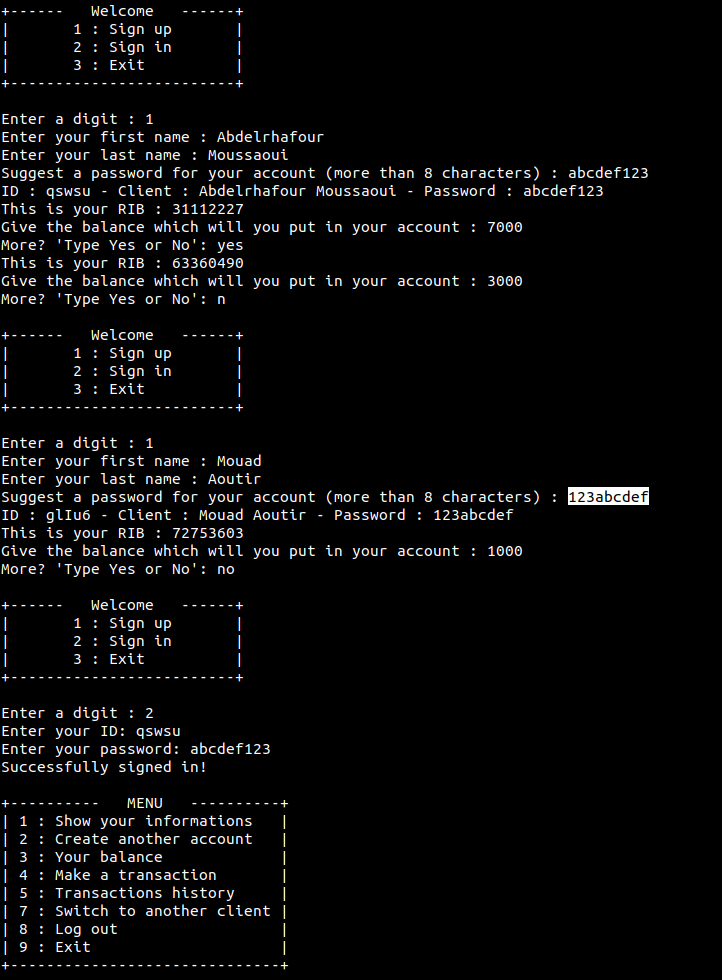 +------   Welcome   ------+
|       1 : Sign up       |
|       2 : Sign in       |
|       3 : Exit          |
+-------------------------+

Enter a digit : 1
Enter your first name : Abdelrhafour
Enter your last name : Moussaoui
Suggest a password for your account (more than 8 characters) : abcdef123
ID : qswsu - Client : Abdelrhafour Moussaoui - Password : abcdef123
This is your RIB : 31112227
Give the balance which will you put in your account : 7000
More? 'Type Yes or No': yes
This is your RIB : 63360490
Give the balance which will you put in your account : 3000
More? 'Type Yes or No': n

+------   Welcome   ------+
|       1 : Sign up       |
|       2 : Sign in       |
|       3 : Exit          |
+-------------------------+

Enter a digit : 1
Enter your first name : Mouad
Enter your last name : Aoutir
Suggest a password for your account (more than 8 characters) : 123abcdef
ID : glIu6 - Client : Mouad Aoutir - Password : 123abcdef
This is your RIB : 72753603
Give the balance which will you put in your account : 1000
More? 'Type Yes or No': no

+------   Welcome   ------+
|       1 : Sign up       |
|       2 : Sign in       |
|       3 : Exit          |
+-------------------------+

Enter a digit : 2
Enter your ID: qswsu
Enter your password: abcdef123
Successfully signed in!

+----------   MENU   ----------+
| 1 : Show your informations   |
| 2 : Create another account   |
| 3 : Your balance             |
| 4 : Make a transaction       |
| 5 : Transactions history     |
| 7 : Switch to another client |
| 8 : Log out                  |
| 9 : Exit                     |
+------------------------------+